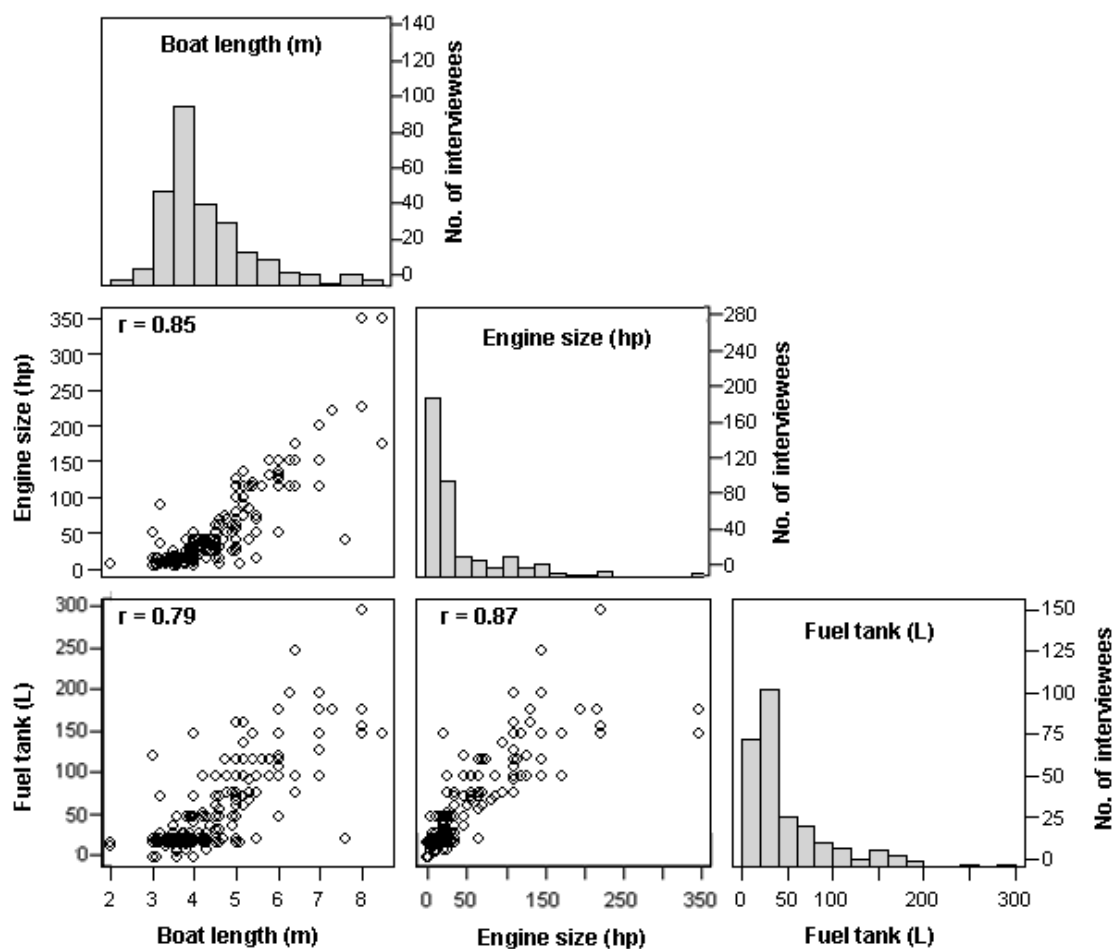 Boat length (m)
140
120
100
80
60
40
20
0
No. of interviewees
r = 0.85
Engine size (hp)
350
300
250
200
150
100
50
0
Engine size (hp)
280
240
200
160
120
80
40
0
No. of interviewees
r = 0.79
Fuel tank (L)
300
250
200
150
100
50
0
r = 0.87
Fuel tank (L)
150
100
75
50
25
0
No. of interviewees
2 3 4 5 6 7 8
Boat length (m)
0 50 150 250 350
Engine size (hp)
0 50 100 200 300
Fuel tank (L)